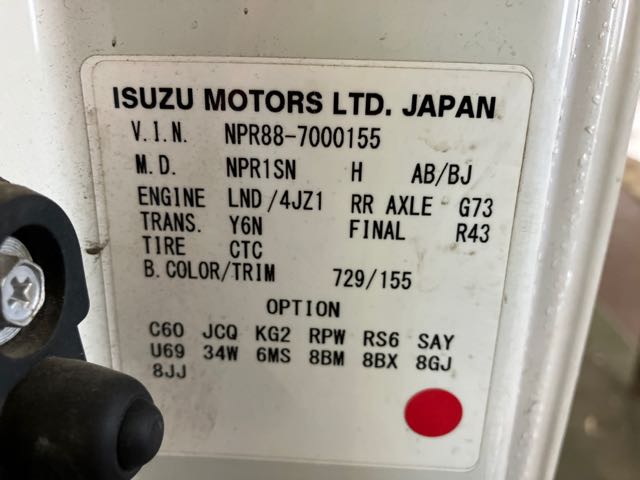 ISUZU MOTORS LTD. JAPAN
V.I.N. NPR88-7000155
M.D. NPR1SN H AB/BJ
ENGINE LND/4JZ1 RR AXLE G73
TRANS. Y6N FINAL R43
TIRE CTC
B.COLOR/TRIM 729/155
OPTION
C60 JCQ KG2 RPW RS6 SAY
U69 34W 6MS 8BM 8BX 8GJ
8JJ